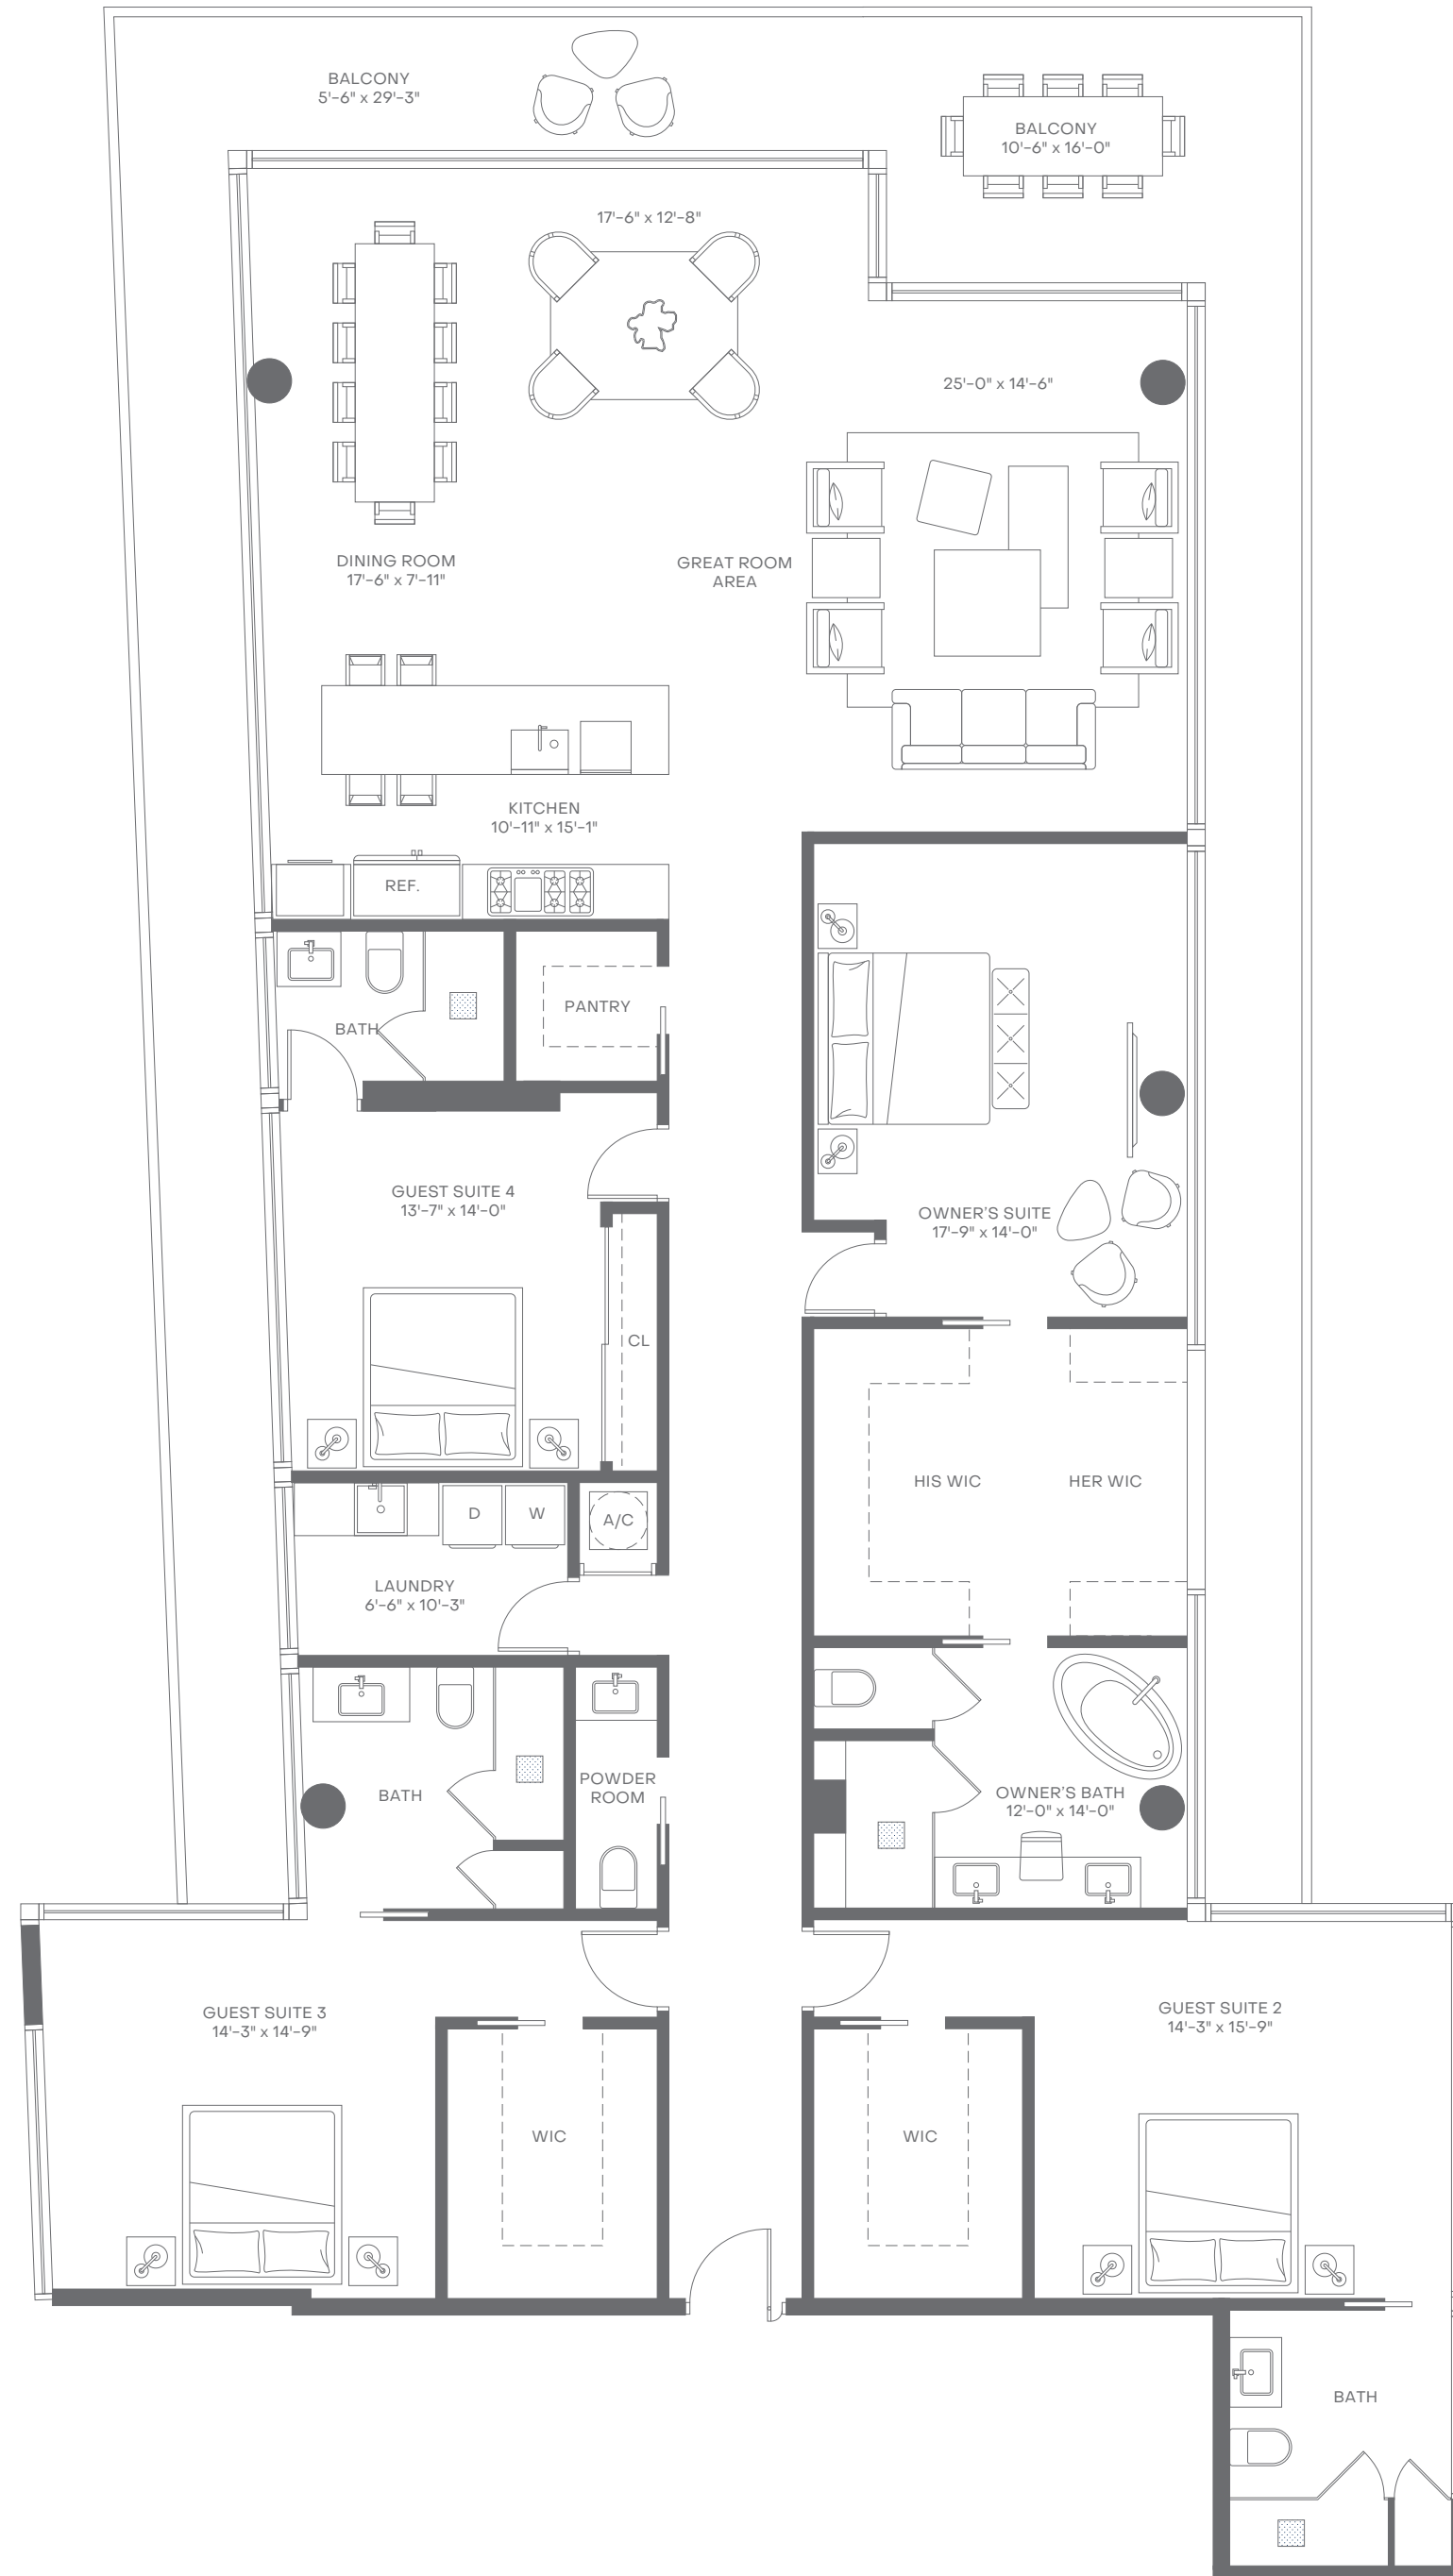 BALCONY
5'-6" x 29'-3"
BALCONY
10'-6" x 16'-0"
17'-6" x 12'-8"
25'-0" x 14'-6"
DINING ROOM
17'-6" x 7'-11"
GREAT ROOM
AREA
KITCHEN
10'-11" x 15'-1"
REF.
BATH
PANTRY
GUEST SUITE 4
13'-7" x 14'-0"
OWNER'S SUITE
17'-9" x 14'-0"
CL
HIS WIC
HER WIC
D
W
A/C
LAUNDRY
6'-6" x 10'-3"
BATH
POWDER
ROOM
OWNER'S BATH
12'-0" x 14'-0"
GUEST SUITE 3
14'-3" x 14'-9"
GUEST SUITE 2
14'-3" x 15'-9"
WIC
WIC
BATH